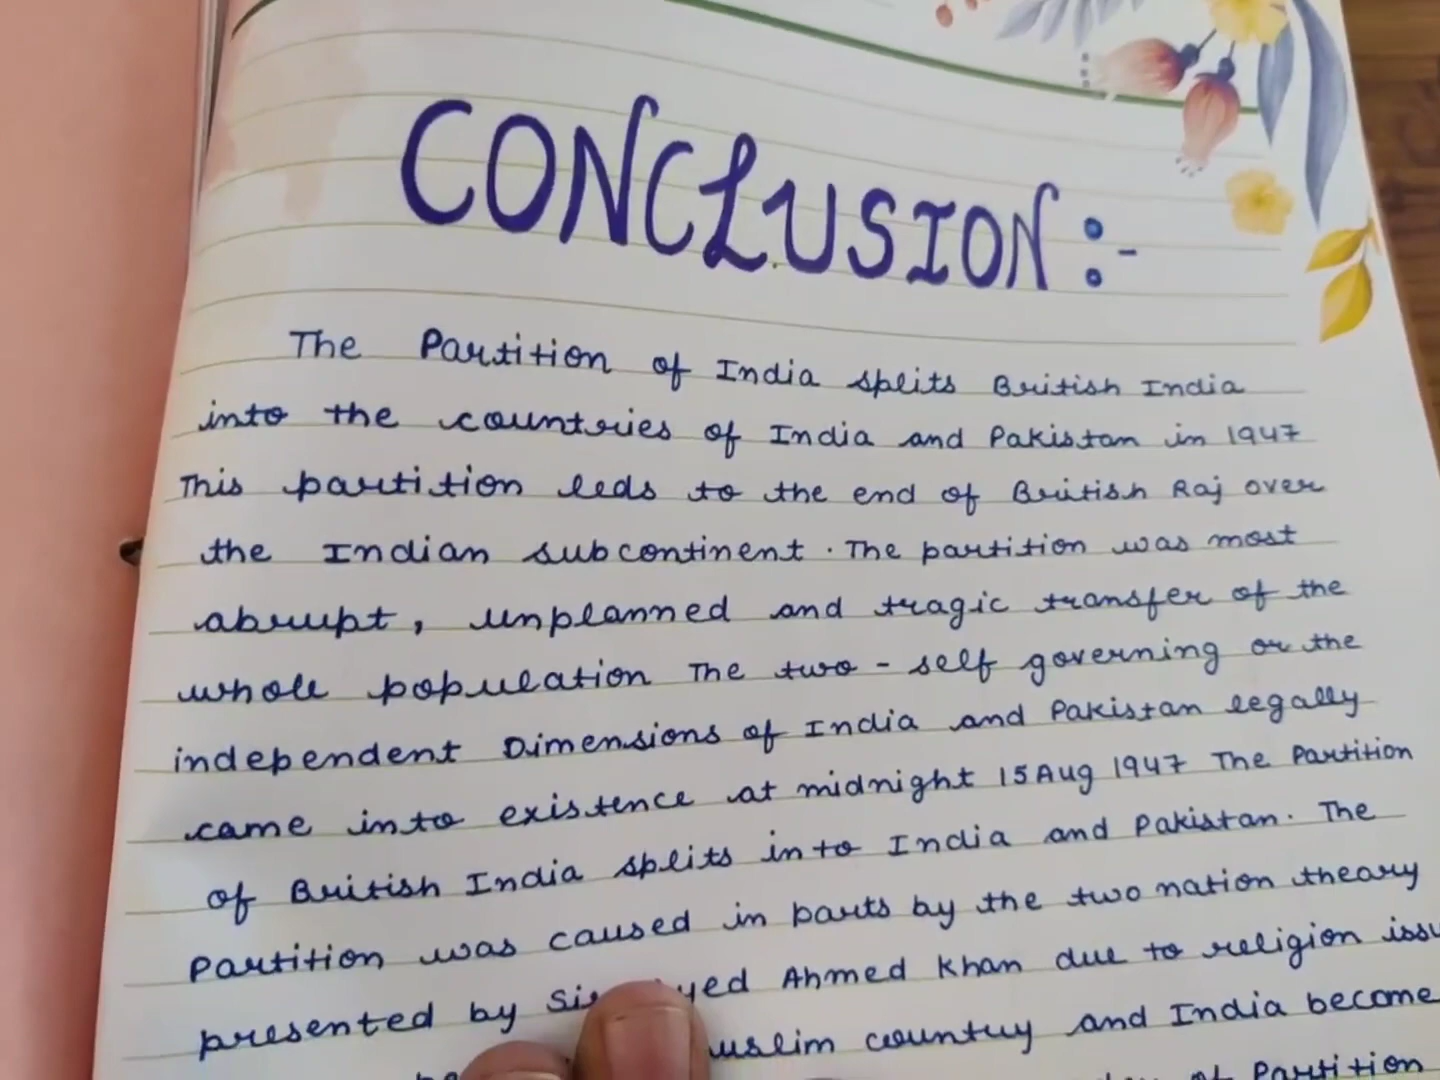 CONCLUSION :-
The Partition of India splits British India
into the countries of India and Pakistan in 1947
This partition leds to the end of British Raj over
the Indian subcontinent. The partition was most
abrupt, unplanned and tragic transfer of the
whole population The two - self governing or the
independent Dimensions of India and Pakistan legally
came into existence at midnight 15 Aug 1947 The Partition
of British India splits into India and Pakistan. The
Partition was caused in parts by the two nation theary
presented by Ahmed Khan due to religion
country and India become
Partition